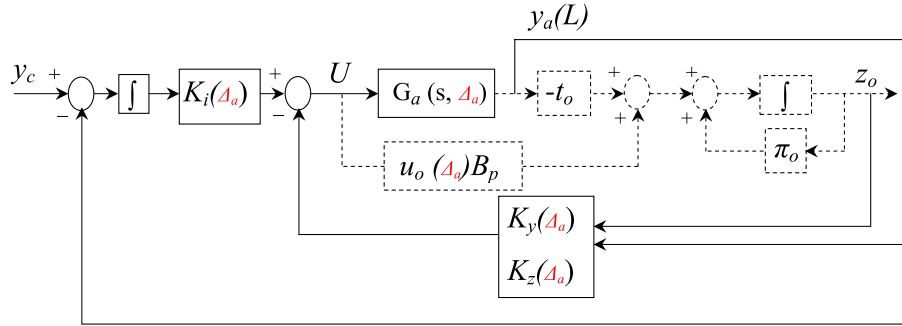 y_a(L)
y_c + − ∫ K_i(Δ_a) + − U G_a (s, Δ_a) -t_o + + + + ∫ z_o
π_o
u_o (Δ_a)B_p
K_y(Δ_a)
K_z(Δ_a)